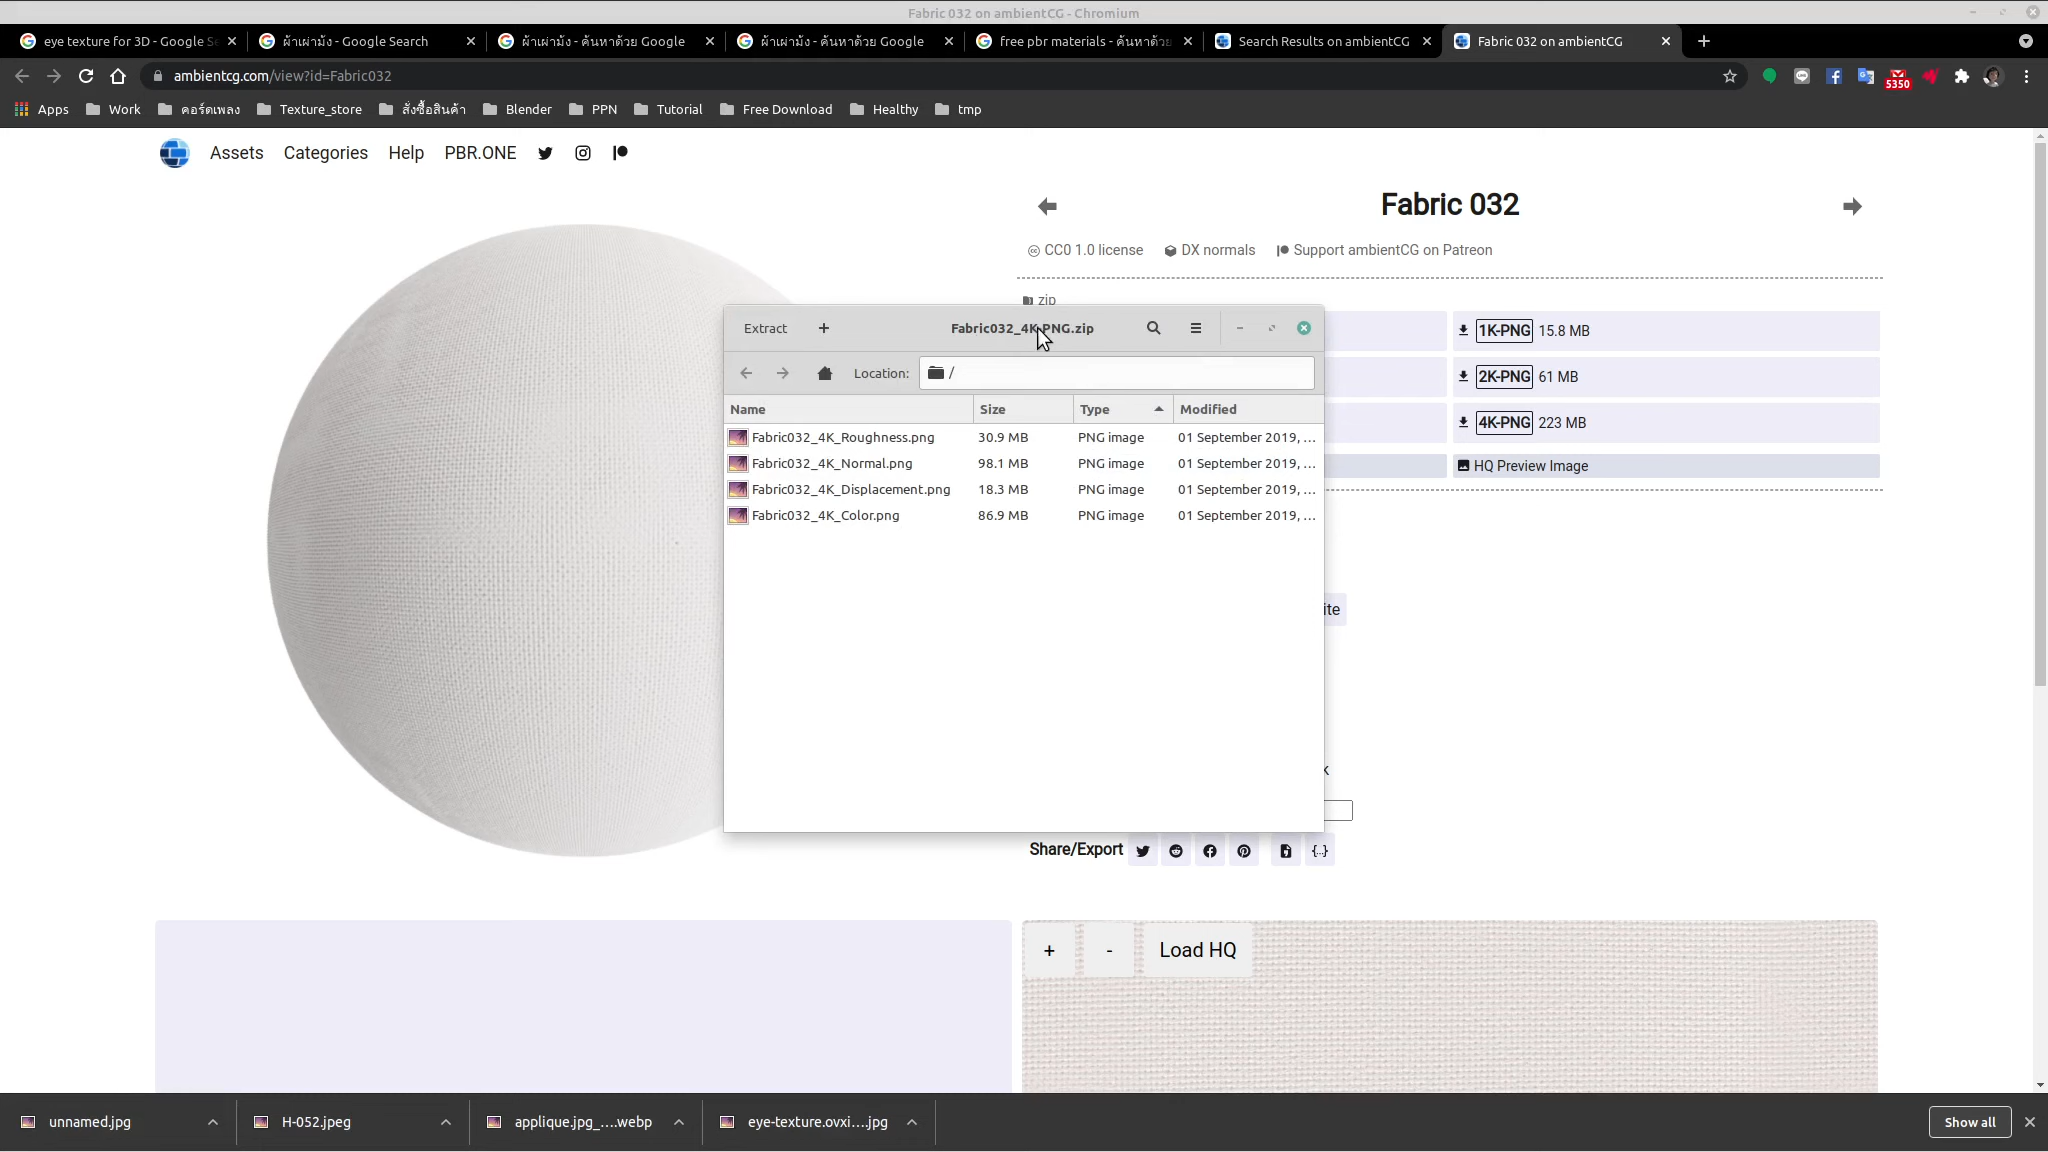 Fabric 032 on ambientCG - Chromium
eye texture for 3D - Google Se
ผ้าเผ่าม้ง - Google Search
ผ้าเผ่าม้ง - ค้นหาด้วย Google
ผ้าเผ่าม้ง - ค้นหาด้วย Google
free pbr materials - ค้นหาด้วย
Search Results on ambientCG
Fabric 032 on ambientCG
ambientcg.com/view?id=Fabric032
5350
Apps
Work
คอร์ดเพลง
Texture_store
สั่งซื้อสินค้า
Blender
PPN
Tutorial
Free Download
Healthy
tmp
Assets
Categories
Help
PBR.ONE
Fabric 032
CC0 1.0 license
DX normals
Support ambientCG on Patreon
zip
1K-PNG 15.8 MB
2K-PNG 61 MB
4K-PNG 223 MB
HQ Preview Image
Extract
+
Fabric032_4K-PNG.zip
Location:
/
Name
Size
Type
Modified
Fabric032_4K_Roughness.png 30.9 MB PNG image 01 September 2019, ...
Fabric032_4K_Normal.png 98.1 MB PNG image 01 September 2019, ...
Fabric032_4K_Displacement.png 18.3 MB PNG image 01 September 2019, ...
Fabric032_4K_Color.png 86.9 MB PNG image 01 September 2019, ...
ite
k
Share/Export
{..}
+
-
Load HQ
unnamed.jpg
H-052.jpeg
applique.jpg_....webp
eye-texture.ovxi....jpg
Show all